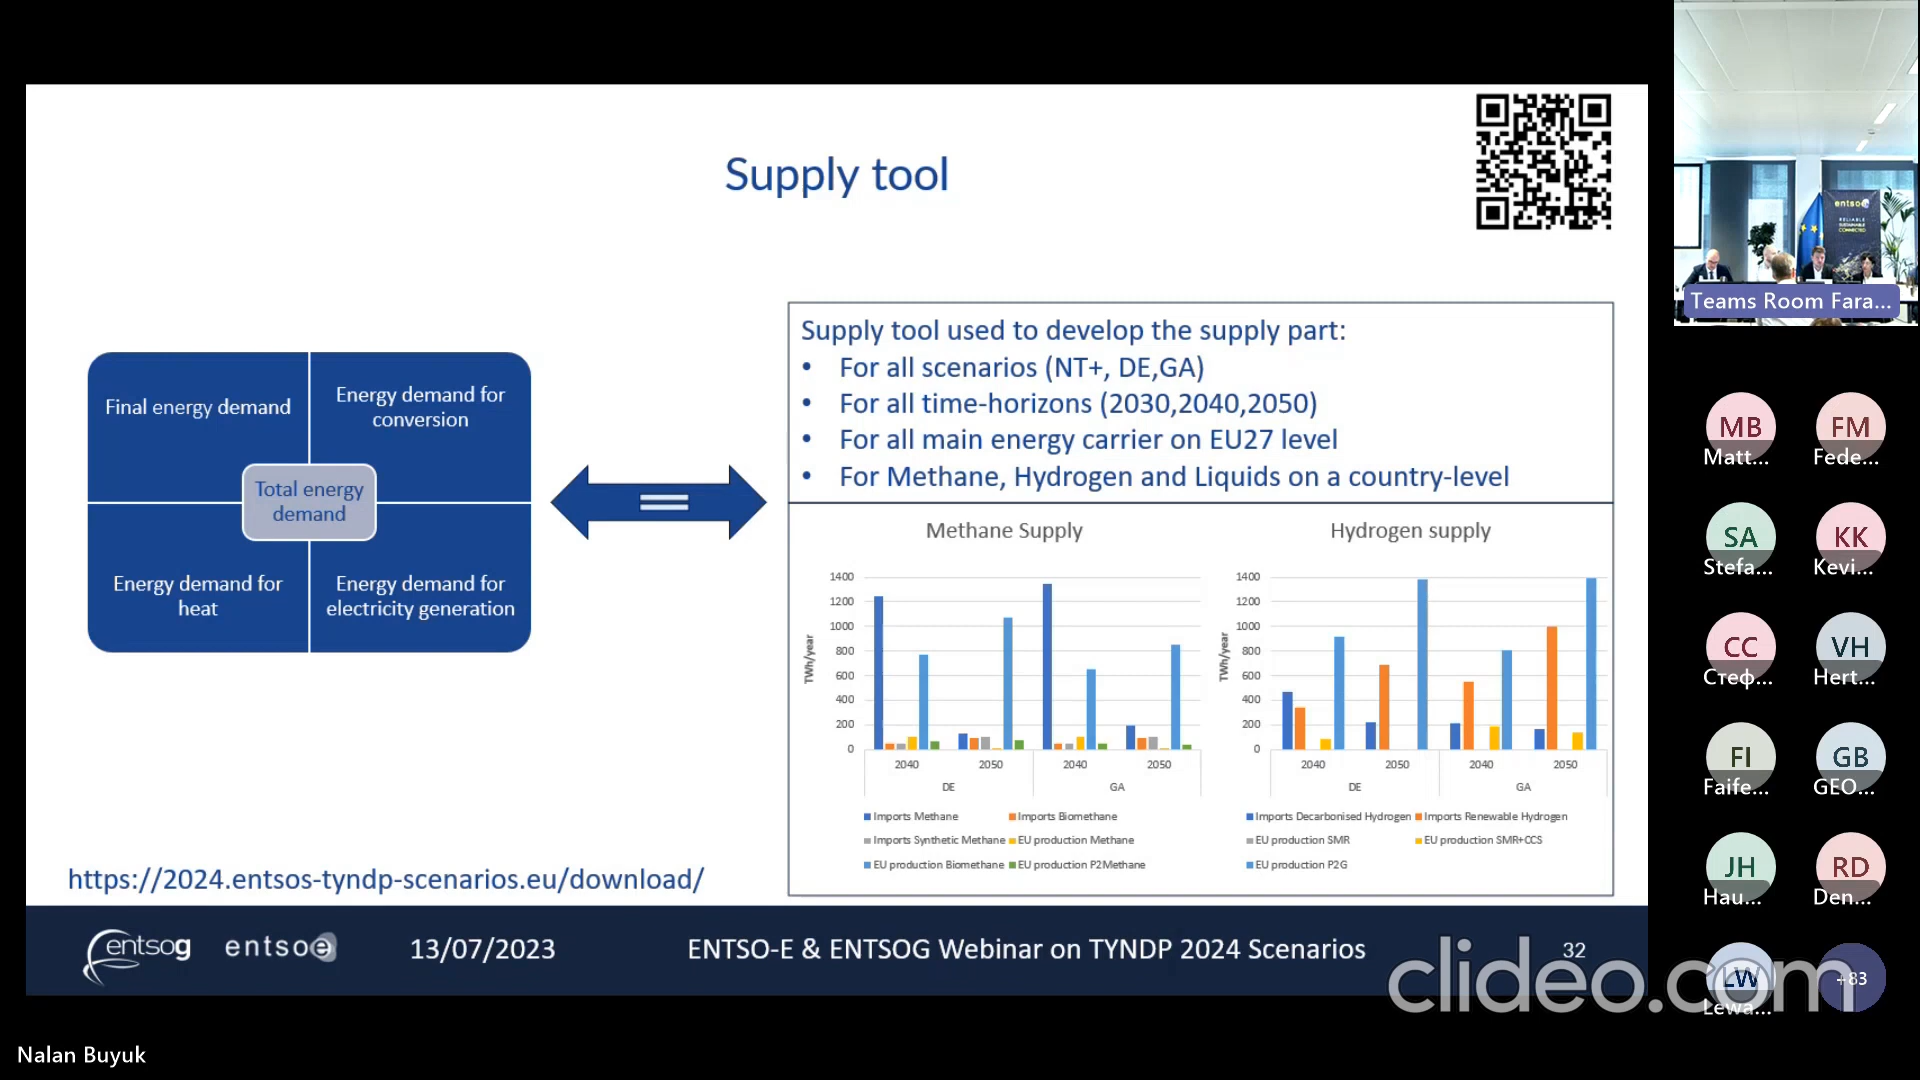 Supply tool
Final energy demand
Energy demand for
conversion
Total energy
demand
Energy demand for
heat
Energy demand for
electricity generation
=
Supply tool used to develop the supply part:
• For all scenarios (NT+, DE,GA)
• For all time-horizons (2030,2040,2050)
• For all main energy carrier on EU27 level
• For Methane, Hydrogen and Liquids on a country-level
Methane Supply
TWh/year
1400
1200
1000
800
600
400
200
0
2040 2050 2040 2050
DE GA
Imports Methane Imports Biomethane
Imports Synthetic Methane EU production Methane
EU production Biomethane EU production P2Methane
Hydrogen supply
TWh/year
1400
1200
1000
800
600
400
200
0
2040 2050 2040 2050
DE GA
Imports Decarbonised Hydrogen Imports Renewable Hydrogen
EU production SMR EU production SMR+CCS
EU production P2G
https://2024.entsos-tyndp-scenarios.eu/download/
entsog entsoe 13/07/2023 ENTSO-E & ENTSOG Webinar on TYNDP 2024 Scenarios 32
clideo.com
entsoe
RELIABLE
SUSTAINABLE
CONNECTED
Teams Room Fara...
MB FM
Matt... Fede...
SA KK
Stefa... Kevi...
CC VH
Стеф... Hert...
FI GB
Faife... GEO...
JH RD
Hau... Den...
LW +83
Lewa...
Nalan Buyuk